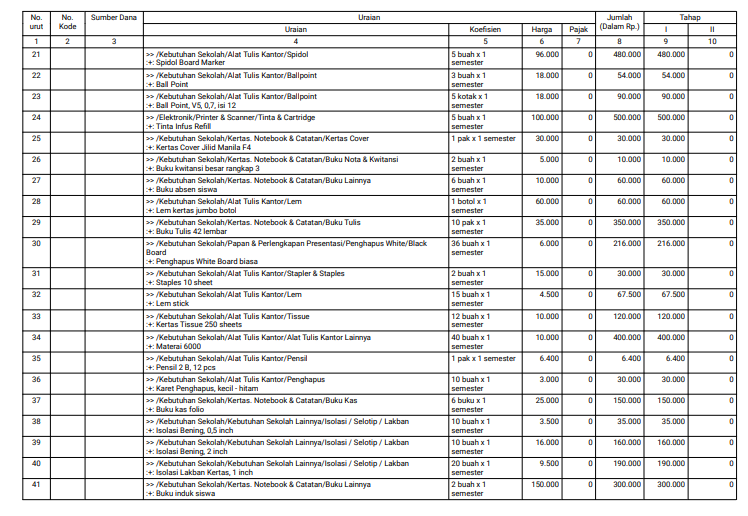 No. urut No. Kode Sumber Dana Uraian Jumlah (Dalam Rp.) Tahap
Uraian Koefisien Harga Pajak I II
1 2 3 4 5 6 7 8 9 10
21 >> /Kebutuhan Sekolah/Alat Tulis Kantor/Spidol 5 buah x 1 96.000 0 480.000 480.000 0
:+: Spidol Board Marker semester
22 >> /Kebutuhan Sekolah/Alat Tulis Kantor/Ballpoint 3 buah x 1 18.000 0 54.000 54.000 0
:+: Ball Point semester
23 >> /Kebutuhan Sekolah/Alat Tulis Kantor/Ballpoint 5 kotak x 1 18.000 0 90.000 90.000 0
:+: Ball Point, V5, 0,7, isi 12 semester
24 >> /Elektronik/Printer & Scanner/Tinta & Cartridge 5 buah x 1 100.000 0 500.000 500.000 0
:+: Tinta Infus Refill semester
25 >> /Kebutuhan Sekolah/Kertas. Notebook & Catatan/Kertas Cover 1 pak x 1 semester 30.000 0 30.000 30.000 0
:+: Kertas Cover Jilid Manila F4
26 >> /Kebutuhan Sekolah/Kertas. Notebook & Catatan/Buku Nota & Kwitansi 2 buah x 1 5.000 0 10.000 10.000 0
:+: Buku kwitansi besar rangkap 3 semester
27 >> /Kebutuhan Sekolah/Kertas. Notebook & Catatan/Buku Lainnya 6 buah x 1 10.000 0 60.000 60.000 0
:+: Buku absen siswa semester
28 >> /Kebutuhan Sekolah/Alat Tulis Kantor/Lem 1 botol x 1 60.000 0 60.000 60.000 0
:+: Lem kertas jumbo botol semester
29 >> /Kebutuhan Sekolah/Kertas. Notebook & Catatan/Buku Tulis 10 pak x 1 35.000 0 350.000 350.000 0
:+: Buku Tulis 42 lembar semester
30 >> /Kebutuhan Sekolah/Papan & Perlengkapan Presentasi/Penghapus White/Black 36 buah x 1 6.000 0 216.000 216.000 0
Board semester
:+: Penghapus White Board biasa
31 >> /Kebutuhan Sekolah/Alat Tulis Kantor/Stapler & Staples 2 buah x 1 15.000 0 30.000 30.000 0
:+: Staples 10 sheet semester
32 >> /Kebutuhan Sekolah/Alat Tulis Kantor/Lem 15 buah x 1 4.500 0 67.500 67.500 0
:+: Lem stick semester
33 >> /Kebutuhan Sekolah/Alat Tulis Kantor/Tissue 12 buah x 1 10.000 0 120.000 120.000 0
:+: Kertas Tissue 250 sheets semester
34 >> /Kebutuhan Sekolah/Alat Tulis Kantor/Alat Tulis Kantor Lainnya 40 buah x 1 10.000 0 400.000 400.000 0
:+: Materai 6000 semester
35 >> /Kebutuhan Sekolah/Alat Tulis Kantor/Pensil 1 pak x 1 semester 6.400 0 6.400 6.400 0
:+: Pensil 2 B, 12 pcs
36 >> /Kebutuhan Sekolah/Alat Tulis Kantor/Penghapus 10 buah x 1 3.000 0 30.000 30.000 0
:+: Karet Penghapus, kecil - hitam semester
37 >> /Kebutuhan Sekolah/Kertas. Notebook & Catatan/Buku Kas 6 buku x 1 25.000 0 150.000 150.000 0
:+: Buku kas folio semester
38 >> /Kebutuhan Sekolah/Kebutuhan Sekolah Lainnya/Isolasi / Selotip / Lakban 10 buah x 1 3.500 0 35.000 35.000 0
:+: Isolasi Bening, 0,5 inch semester
39 >> /Kebutuhan Sekolah/Kebutuhan Sekolah Lainnya/Isolasi / Selotip / Lakban 10 buah x 1 16.000 0 160.000 160.000 0
:+: Isolasi Bening, 2 inch semester
40 >> /Kebutuhan Sekolah/Kebutuhan Sekolah Lainnya/Isolasi / Selotip / Lakban 20 buah x 1 9.500 0 190.000 190.000 0
:+: Isolasi Lakban Kertas, 1 inch semester
41 >> /Kebutuhan Sekolah/Kertas. Notebook & Catatan/Buku Lainnya 2 buah x 1 150.000 0 300.000 300.000 0
:+: Buku induk siswa semester